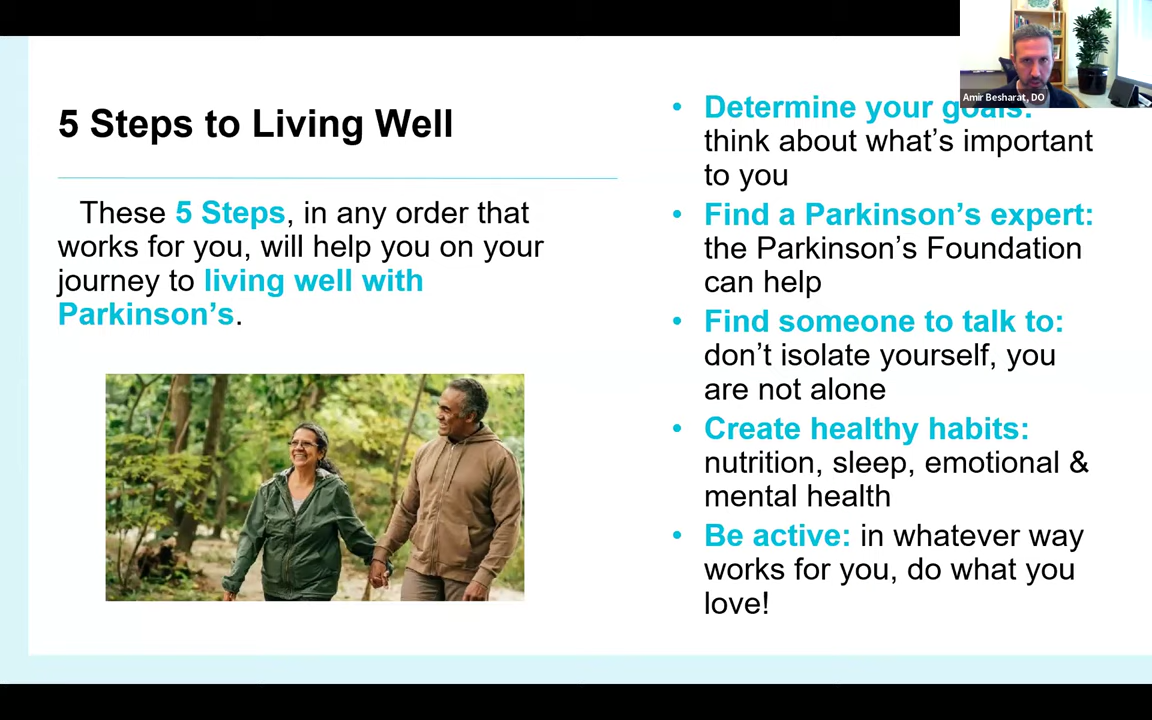 5 Steps to Living Well
These 5 Steps, in any order that
works for you, will help you on your
journey to living well with
Parkinson’s.
• Determine your goals:
think about what’s important
to you
• Find a Parkinson’s expert:
the Parkinson’s Foundation
can help
• Find someone to talk to:
don’t isolate yourself, you
are not alone
• Create healthy habits:
nutrition, sleep, emotional &
mental health
• Be active: in whatever way
works for you, do what you
love!
Amir Besharat, DO